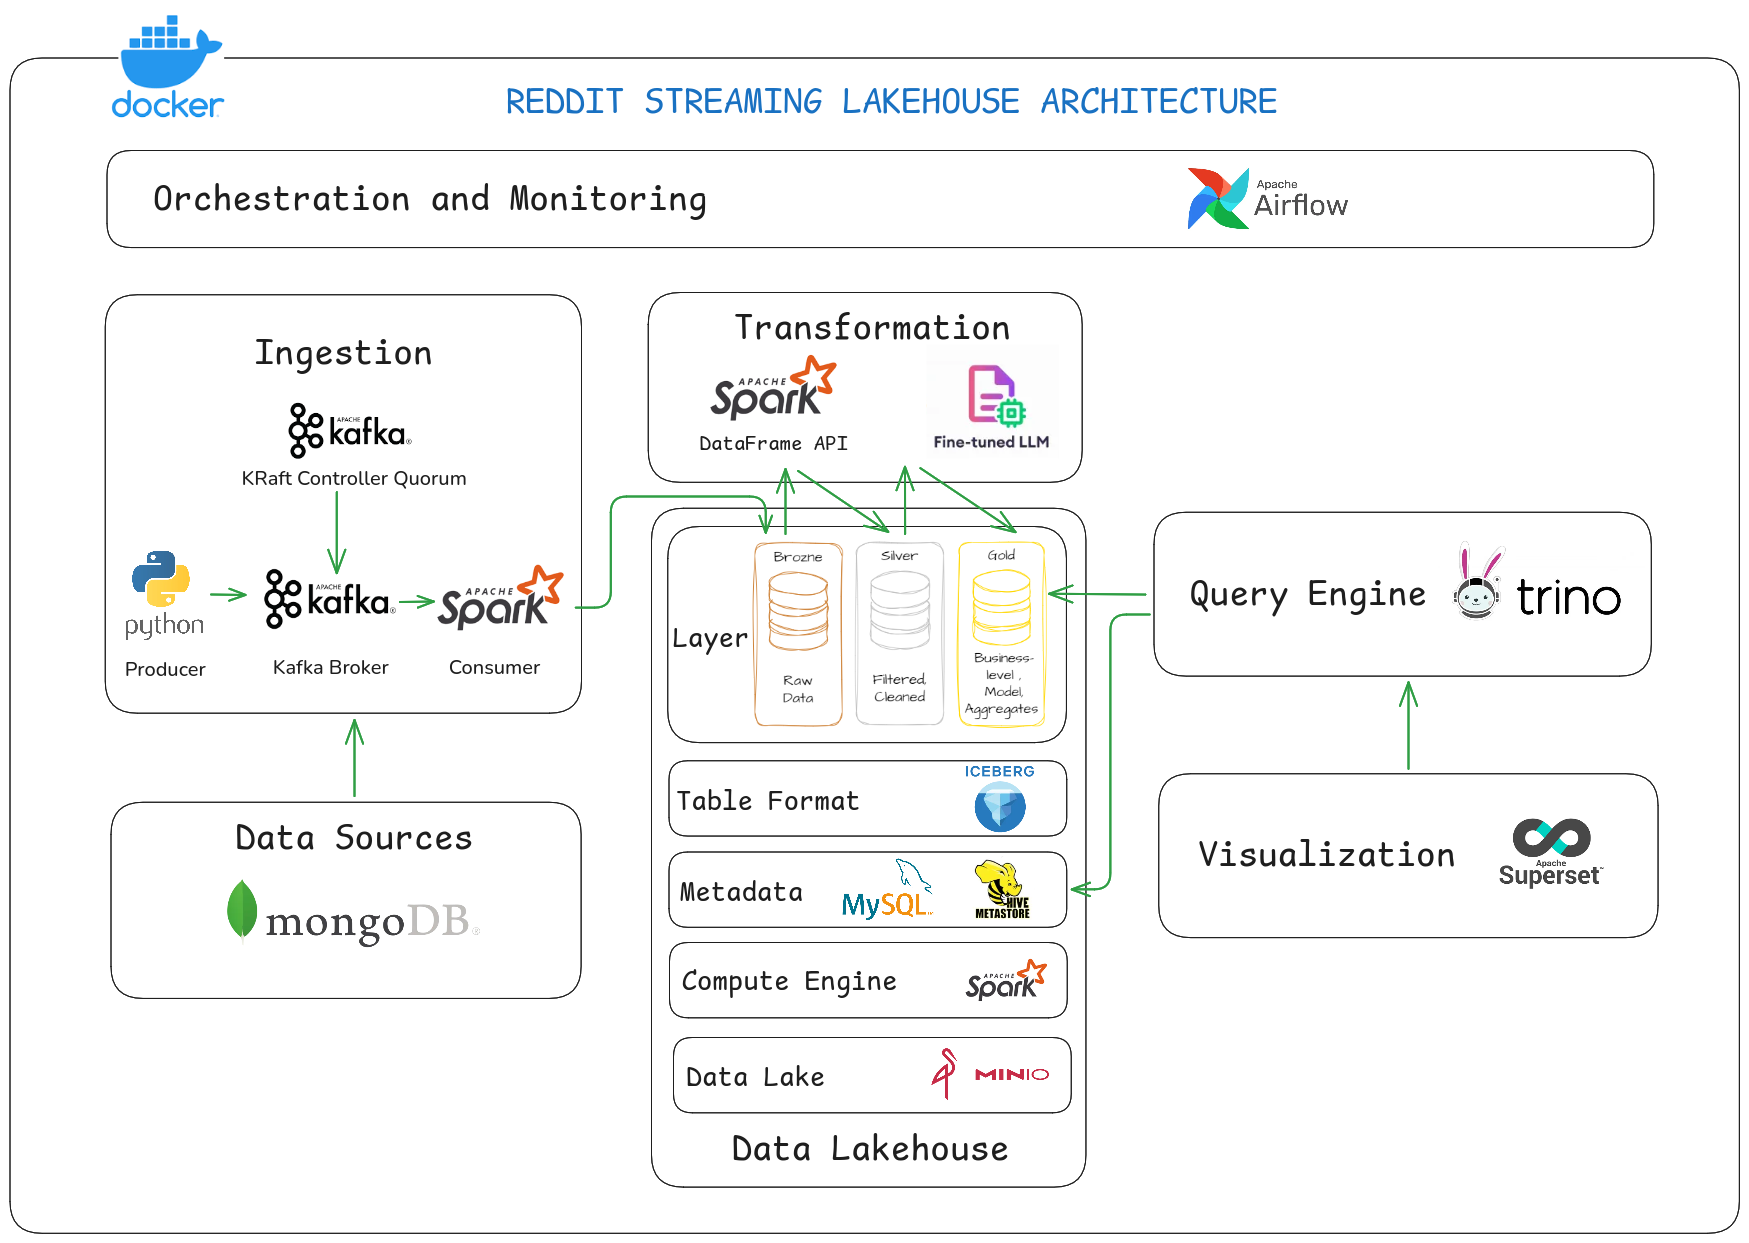 docker
REDDIT STREAMING LAKEHOUSE ARCHITECTURE
Orchestration and Monitoring
Apache
Airflow
Ingestion
APACHE
kafka®
KRaft Controller Quorum
python
Producer
APACHE
kafka®
Kafka Broker
APACHE
Spark
Consumer
Data Sources
mongoDB®
Transformation
APACHE
Spark
DataFrame API
Fine-tuned LLM
Layer
Brozne
Raw
Data
Silver
Filtered,
Cleaned
Gold
Business-
level ,
Model,
Aggregates
Table Format
ICEBERG
Metadata
MySQL™
HIVE
METASTORE
Compute Engine
APACHE
Spark
Data Lake
MINIO
Data Lakehouse
Query Engine
trino
Visualization
Apache
Superset™